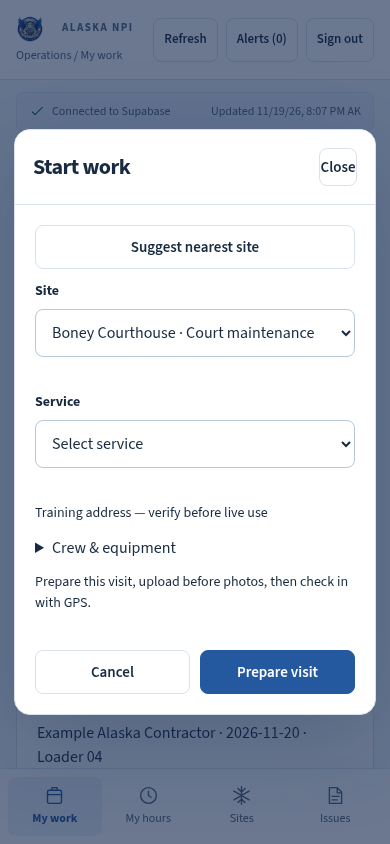 ALASKA NPI
Operations / My work
Refresh
Alerts (0)
Sign out
Connected to Supabase
Updated 11/19/26, 8:07 PM AK
Start work
Close
Suggest nearest site
Site
Boney Courthouse · Court maintenance
Service
Select service
Training address — verify before live use
Crew & equipment
Prepare this visit, upload before photos, then check in
with GPS.
Cancel
Prepare visit
Example Alaska Contractor · 2026-11-20 ·
Loader 04
My work
My hours
Sites
Issues